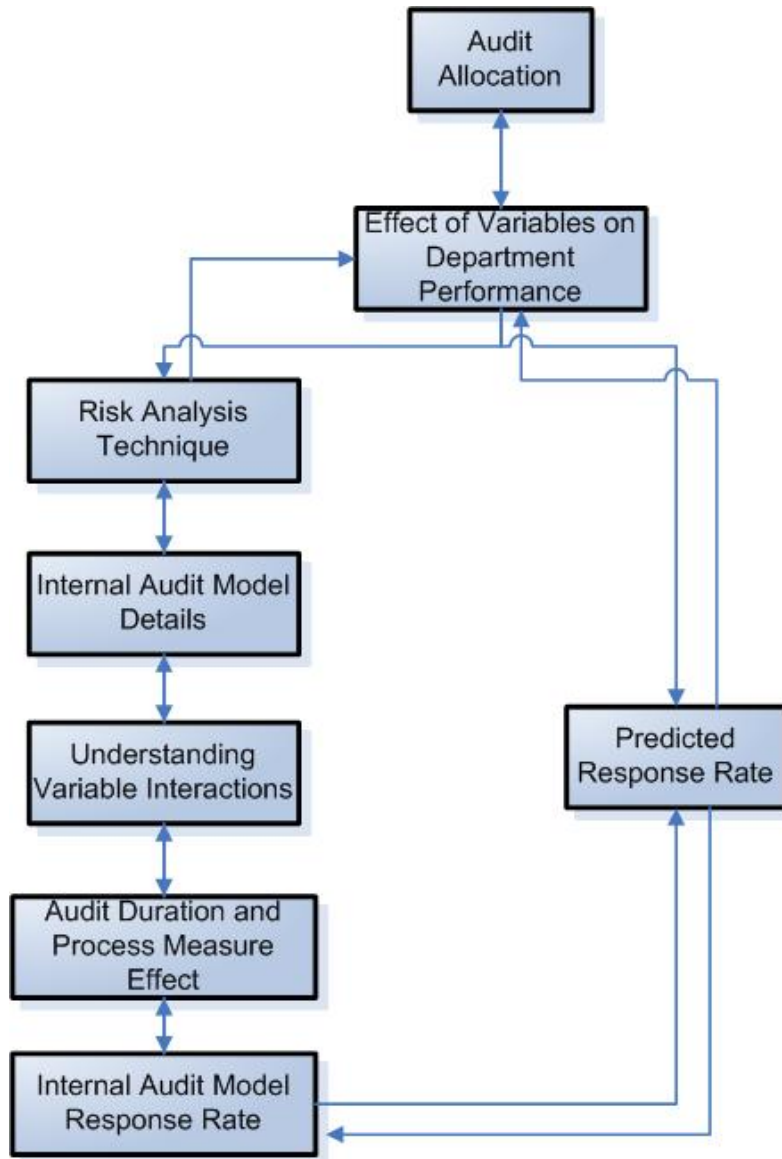 Audit
Allocation
Effect of Variables on
Department
Performance
Risk Analysis
Technique
Internal Audit Model
Details
Understanding
Variable Interactions
Predicted
Response Rate
Audit Duration and
Process Measure
Effect
Internal Audit Model
Response Rate